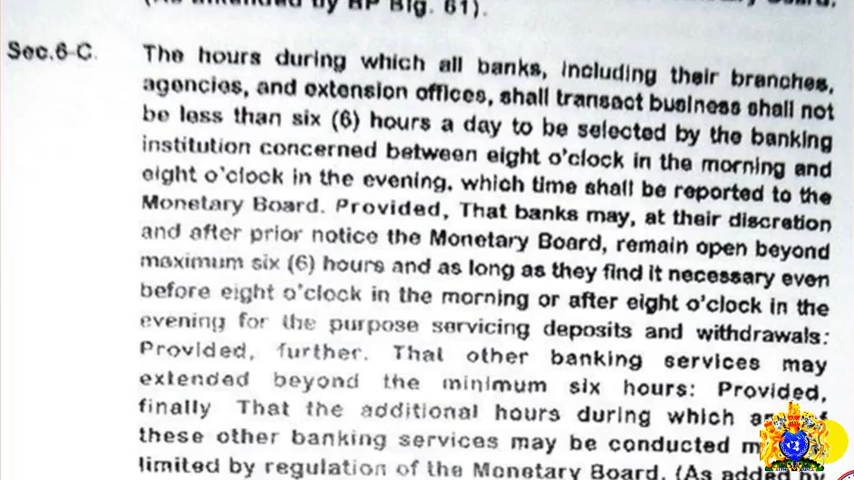 (As amended by BP Blg. 61).
Sec.6-C. The hours during which all banks, including their branches,
agencies, and extension offices, shall transact business shall not
be less than six (6) hours a day to be selected by the banking
institution concerned between eight o'clock in the morning and
eight o'clock in the evening, which time shall be reported to the
Monetary Board. Provided, That banks may, at their discretion
and after prior notice the Monetary Board, remain open beyond
maximum six (6) hours and as long as they find it necessary even
before eight o'clock in the morning or after eight o'clock in the
evening for the purpose servicing deposits and withdrawals:
Provided, further. That other banking services may
extended beyond the minimum six hours: Provided,
finally That the additional hours during which
these other banking services may be conducted
limited by regulation of the Monetary Board. (As added by